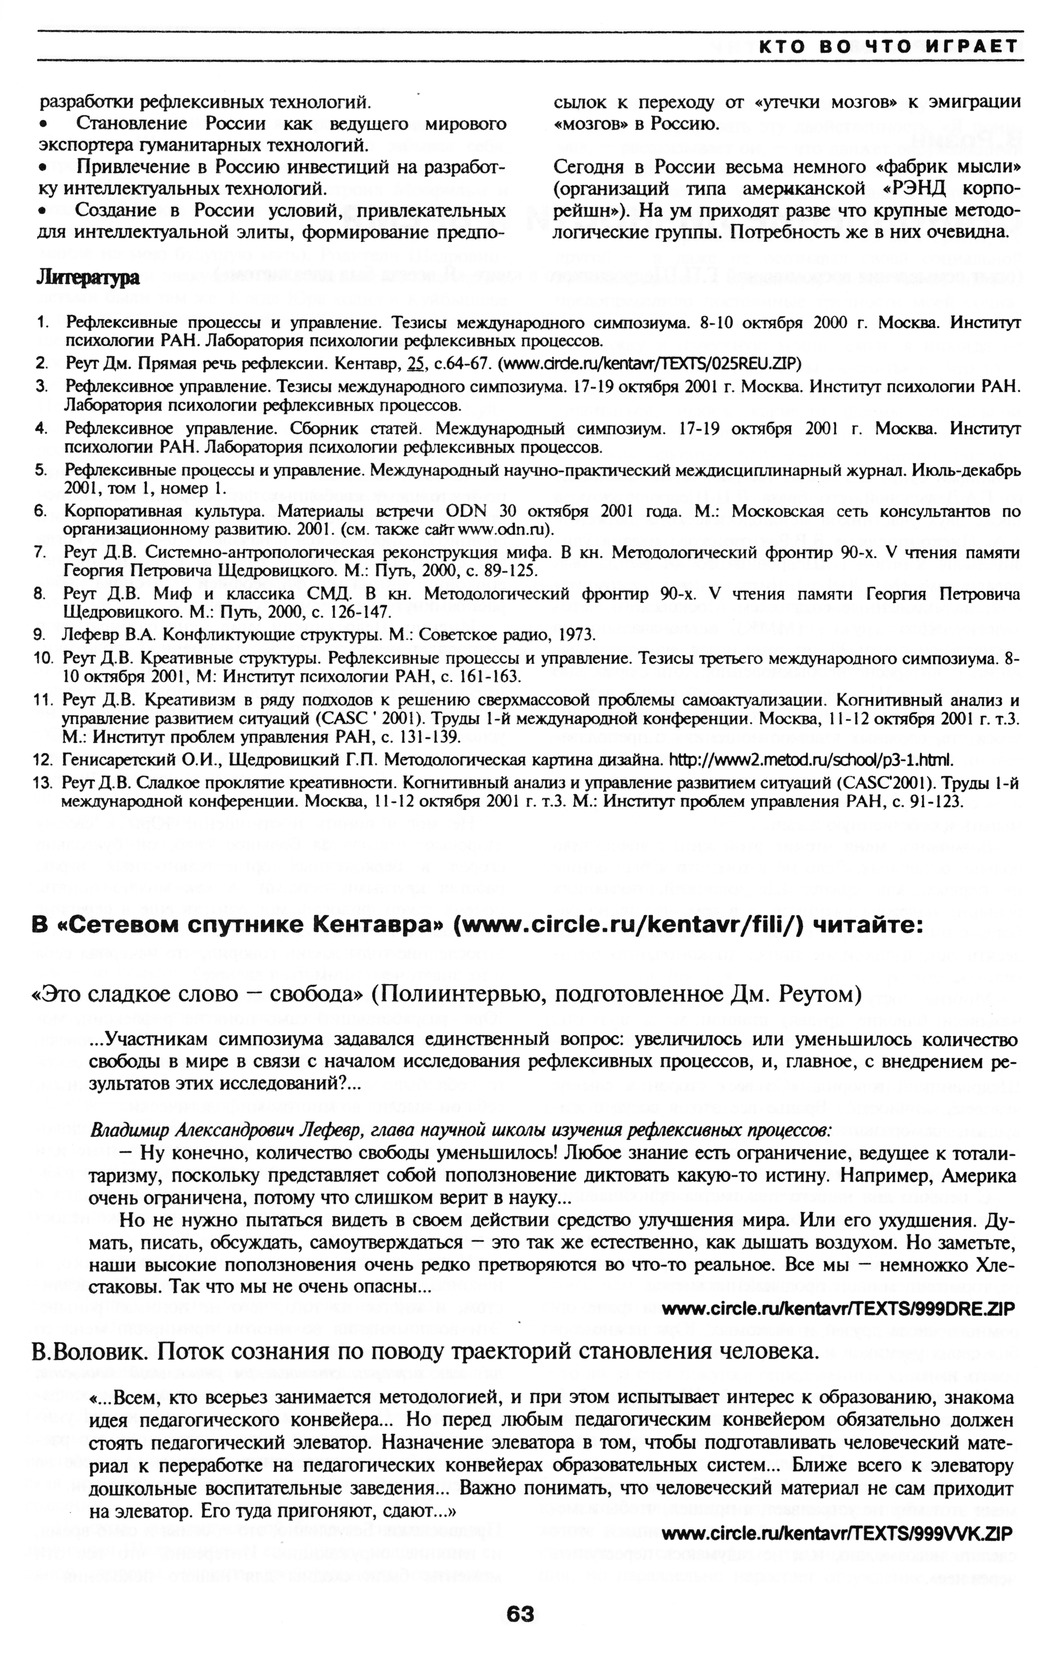 КТО ВО ЧТО ИГРАЕТ
разработки рефлексивных технологий.
• Становление России как ведущего мирового
экспортера гуманитарных технологий.
• Привлечение в Россию инвестиций на разработ-
ку интеллектуальных технологий.
• Создание в России условий, привлекательных
для интеллектуальной элиты, формирование предпо-
сылок к переходу от «утечки мозгов» к эмиграции
«мозгов» в Россию.
Сегодня в России весьма немного «фабрик мысли»
(организаций типа американской «РЭНД корпо-
рейшн»). На ум приходят разве что крупные методо-
логические группы. Потребность же в них очевидна.
Литература
1. Рефлексивные процессы и управление. Тезисы международного симпозиума. 8-10 октября 2000 г. Москва. Институт
психологии РАН. Лаборатория психологии рефлексивных процессов.
2. Реут Дм. Прямая речь рефлексии. Кентавр, 25, с.64-67. (www.circle.ru/kentavr/TEXTS/025REU.ZIP)
3. Рефлексивное управление. Тезисы международного симпозиума. 17-19 октября 2001 г. Москва. Институт психологии РАН.
Лаборатория психологии рефлексивных процессов.
4. Рефлексивное управление. Сборник статей. Международный симпозиум. 17-19 октября 2001 г. Москва. Институт
психологии РАН. Лаборатория психологии рефлексивных процессов.
5. Рефлексивные процессы и управление. Международный научно-практический междисциплинарный журнал. Июль-декабрь
2001, том 1, номер 1.
6. Корпоративная культура. Материалы встречи ODN 30 октября 2001 года. М.: Московская сеть консультантов по
организационному развитию. 2001. (см. также сайт www.odn.ru).
7. Реут Д.В. Системно-антропологическая реконструкция мифа. В кн. Методологический фронтир 90-х. V чтения памяти
Георгия Петровича Щедровицкого. М.: Путь, 2000, с. 89-125.
8. Реут Д.В. Миф и классика СМД. В кн. Методологический фронтир 90-х. V чтения памяти Георгия Петровича
Щедровицкого. М.: Путь, 2000, с. 126-147.
9. Лефевр В.А. Конфликтующие структуры. М.: Советское радио, 1973.
10. Реут Д.В. Креативные структуры. Рефлексивные процессы и управление. Тезисы третьего международного симпозиума. 8-
10 октября 2001, М: Институт психологии РАН, с. 161-163.
11. Реут Д.В. Креативизм в ряду подходов к решению сверхмассовой проблемы самоактуализации. Когнитивный анализ и
управление развитием ситуаций (CASC ' 2001). Труды 1-й международной конференции. Москва, 11-12 октября 2001 г. т.3.
М.: Институт проблем управления РАН, с. 131-139.
12. Генисаретский О.И., Щедровицкий Г.П. Методологическая картина дизайна. http://www2.metod.ru/school/p3-1.html.
13. Реут Д.В. Сладкое проклятие креативности. Когнитивный анализ и управление развитием ситуаций (CASC'2001). Труды 1-й
международной конференции. Москва, 11-12 октября 2001 г. т.3. М.: Институт проблем управления РАН, с. 91-123.
В «Сетевом спутнике Кентавра» (www.circle.ru/kentavr/fili/) читайте:
«Это сладкое слово — свобода» (Полиинтервью, подготовленное Дм. Реутом)
...Участникам симпозиума задавался единственный вопрос: увеличилось или уменьшилось количество
свободы в мире в связи с началом исследования рефлексивных процессов, и, главное, с внедрением ре-
зультатов этих исследований?...
Владимир Александрович Лефевр, глава научной школы изучения рефлексивных процессов:
— Ну конечно, количество свободы уменьшилось! Любое знание есть ограничение, ведущее к тотали-
таризму, поскольку представляет собой поползновение диктовать какую-то истину. Например, Америка
очень ограничена, потому что слишком верит в науку...
Но не нужно пытаться видеть в своем действии средство улучшения мира. Или его ухудшения. Ду-
мать, писать, обсуждать, самоутверждаться — это так же естественно, как дышать воздухом. Но заметьте,
наши высокие поползновения очень редко претворяются во что-то реальное. Все мы — немножко Хле-
стаковы. Так что мы не очень опасны...
www.circle.ru/kentavr/TEXTS/999DRE.ZIP
В.Воловик. Поток сознания по поводу траекторий становления человека.
«...Всем, кто всерьез занимается методологией, и при этом испытывает интерес к образованию, знакома
идея педагогического конвейера... Но перед любым педагогическим конвейером обязательно должен
стоять педагогический элеватор. Назначение элеватора в том, чтобы подготавливать человеческий мате-
риал к переработке на педагогических конвейерах образовательных систем... Ближе всего к элеватору
дошкольные воспитательные заведения... Важно понимать, что человеческий материал не сам приходит
на элеватор. Его туда пригоняют, сдают...»
www.circle.ru/kentavr/TEXTS/999VVK.ZIP
63